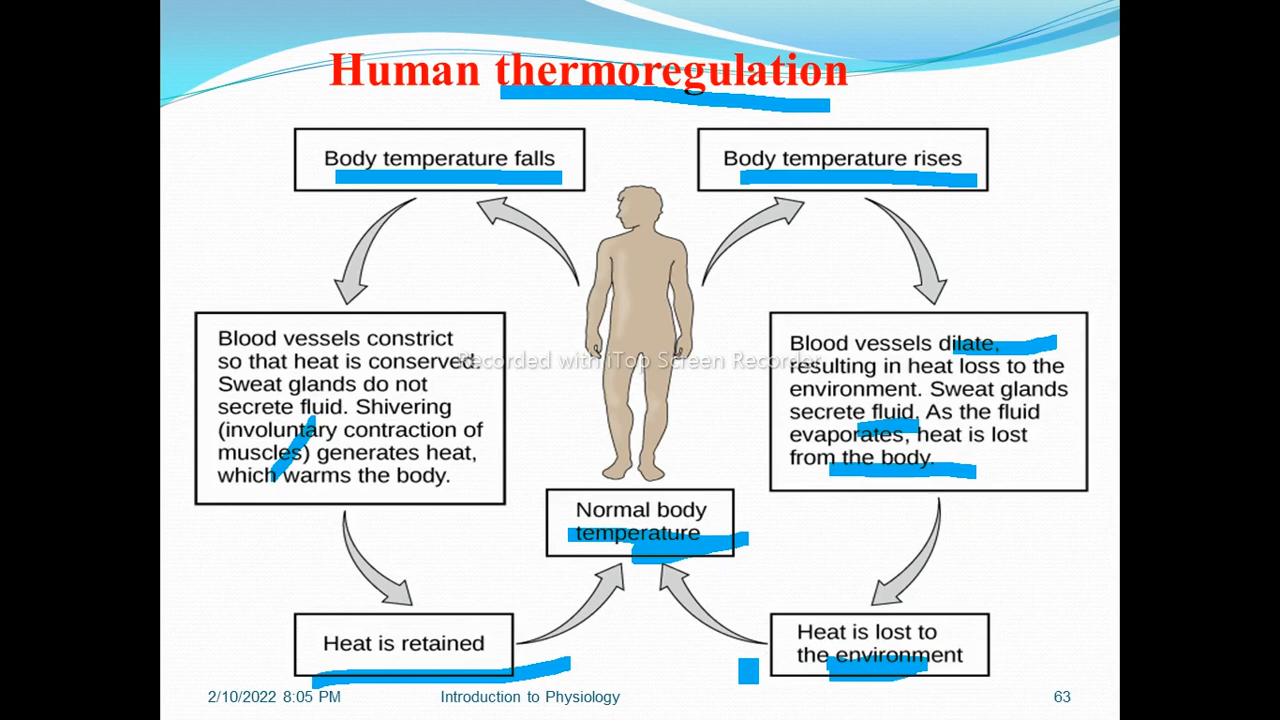 Human thermoregulation
Body temperature falls
Body temperature rises
Blood vessels constrict
so that heat is conserved.
Sweat glands do not
secrete fluid. Shivering
(involuntary contraction of
muscles) generates heat,
which warms the body.
Recorded with iTop Screen Recorder
Blood vessels dilate,
resulting in heat loss to the
environment. Sweat glands
secrete fluid. As the fluid
evaporates, heat is lost
from the body.
Normal body
temperature
Heat is retained
Heat is lost to
the environment
2/10/2022 8:05 PM
Introduction to Physiology
63